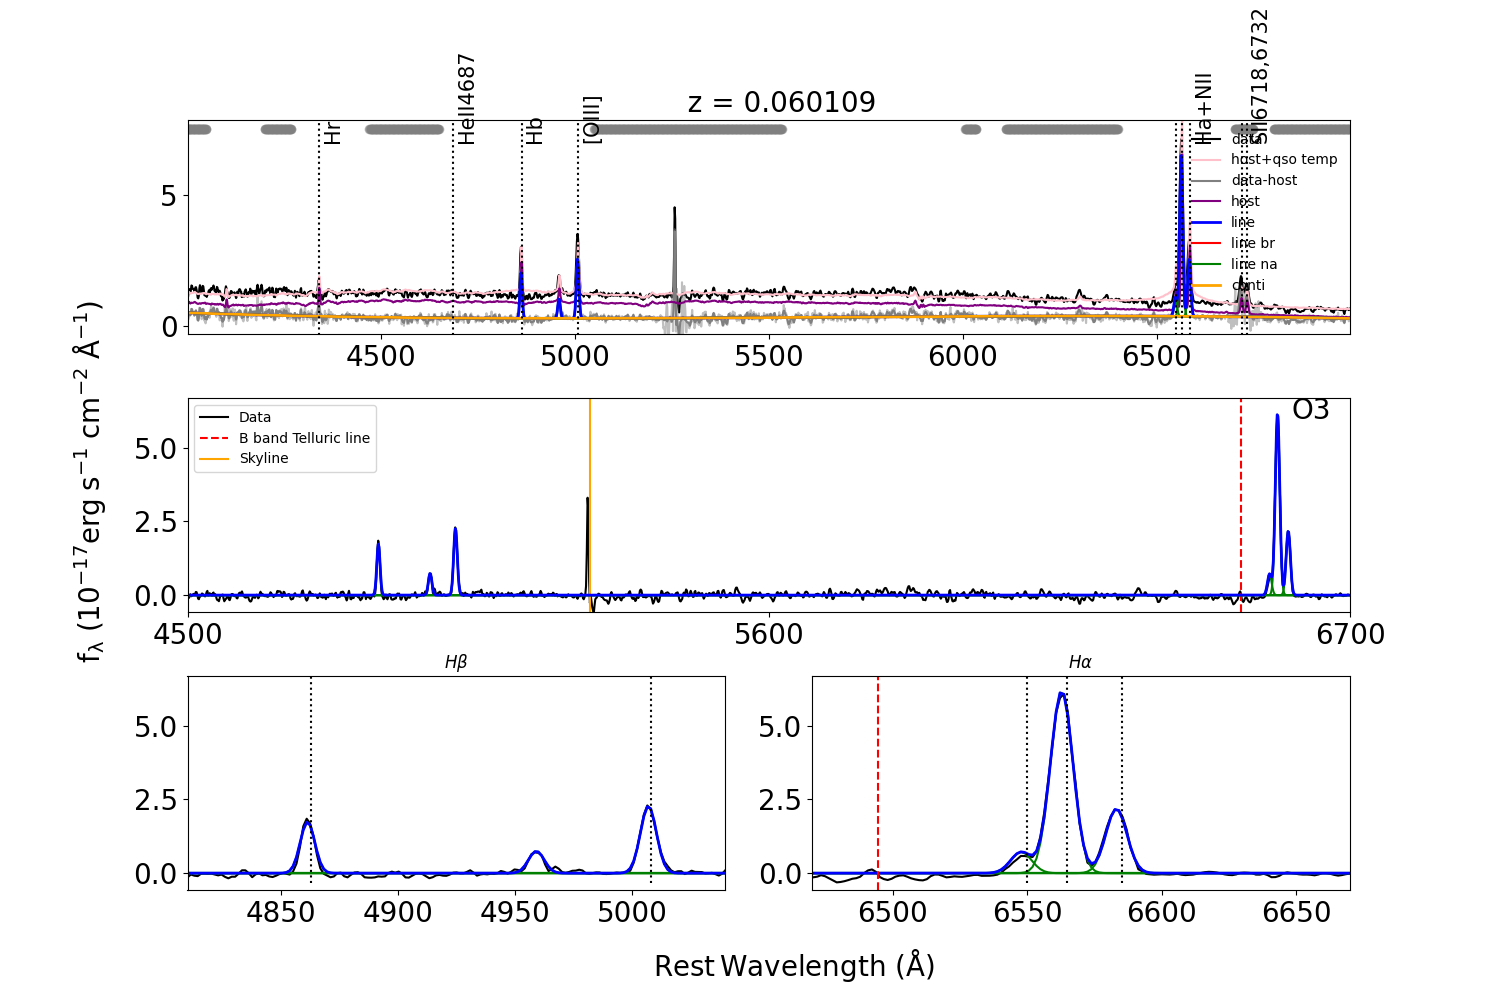 z = 0.060109
Hr
HeII4687
Hb
[OIII]
Ha+NII
SII6718,6732
data
host+qso temp
data-host
host
line
line br
line na
conti
5
0
4500
5000
5500
6000
6500
Data
B band Telluric line
Skyline
O3
5.0
2.5
0.0
4500
5600
6700
f_λ (10⁻¹⁷erg s⁻¹ cm⁻² Å⁻¹)
Hβ
5.0
2.5
0.0
4850
4900
4950
5000
Hα
5.0
2.5
0.0
6500
6550
6600
6650
Rest Wavelength (Å)